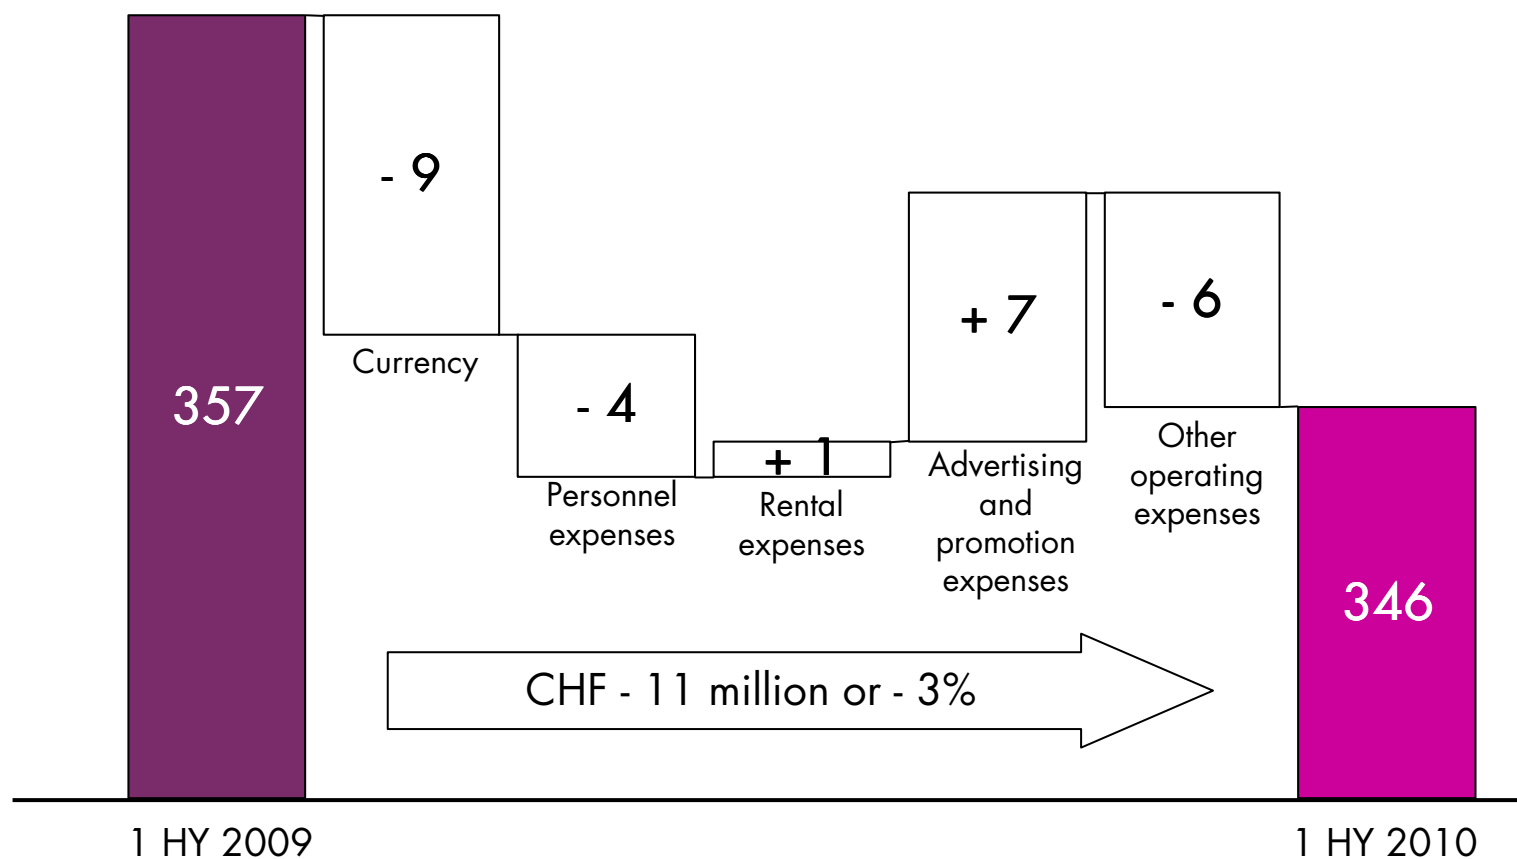 - 9
Currency
357
- 4
Personnel
expenses
+ 1
Rental
expenses
+ 7
Advertising
and
promotion
expenses
- 6
Other
operating
expenses
346
CHF - 11 million or - 3%
1 HY 2009
1 HY 2010